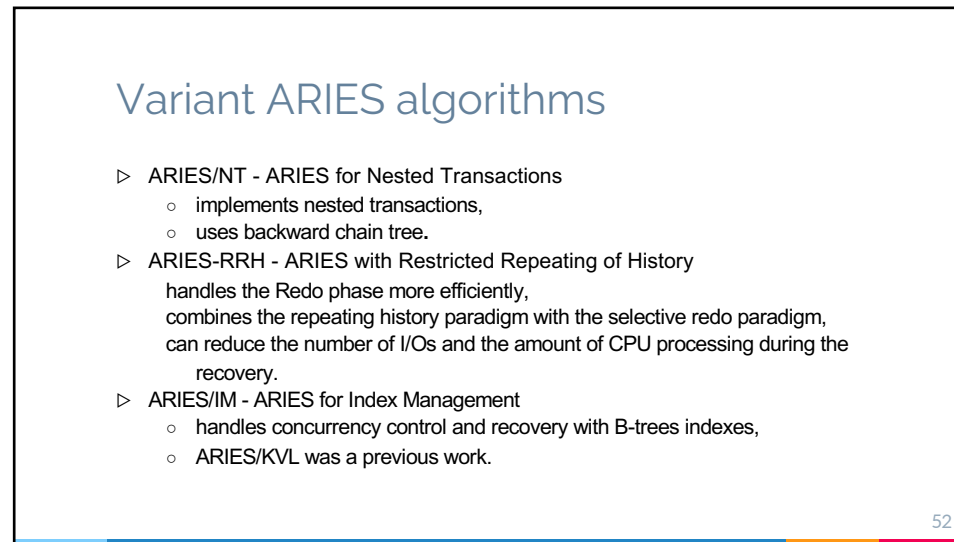 Variant ARIES algorithms
▷ ARIES/NT - ARIES for Nested Transactions
○ implements nested transactions,
○ uses backward chain tree.
▷ ARIES-RRH - ARIES with Restricted Repeating of History
handles the Redo phase more efficiently,
combines the repeating history paradigm with the selective redo paradigm,
can reduce the number of I/Os and the amount of CPU processing during the
recovery.
▷ ARIES/IM - ARIES for Index Management
○ handles concurrency control and recovery with B-trees indexes,
○ ARIES/KVL was a previous work.
52